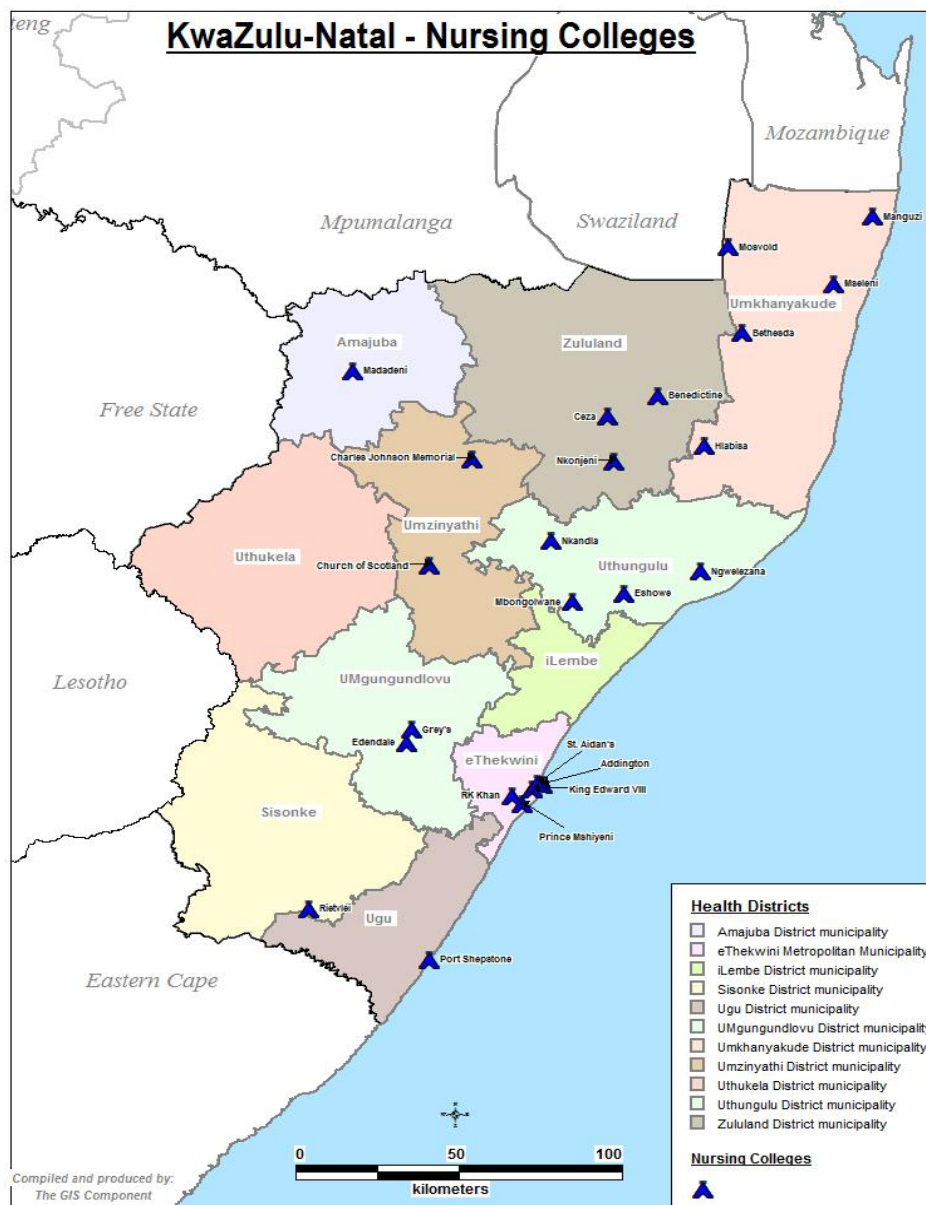 KwaZulu-Natal - Nursing Colleges
teng
Mozambique
Mpumalanga
Swaziland
Manguzi
Mosvold
Mseleni
Umkhanyakude
Bethesda
Amajuba
Zululand
Madadeni
Free State
Benedictine
Ceza
Hlabisa
Charles Johnson Memorial
Nkonjeni
Umzinyathi
Uthukela
Nkandla
Uthungulu
Church of Scotland
Ngwelezana
Eshowe
Mbongolwane
iLembe
Lesotho
UMgungundlovu
Grey's
Edendale
St. Aidan's
eThekwini
Addington
King Edward VIII
RK Khan
Prince Mshiyeni
Sisonke
Rietvlei
Ugu
Port Shepstone
Eastern Cape
Health Districts
Amajuba District municipality
eThekwini Metropolitan Municipality
iLembe District municipality
Sisonke District municipality
Ugu District municipality
UMgungundlovu District municipality
Umkhanyakude District municipality
Umzinyathi District municipality
Uthukela District municipality
Uthungulu District municipality
Zululand District municipality
Nursing Colleges
0 50 100
kilometers
Compiled and produced by:
The GIS Component